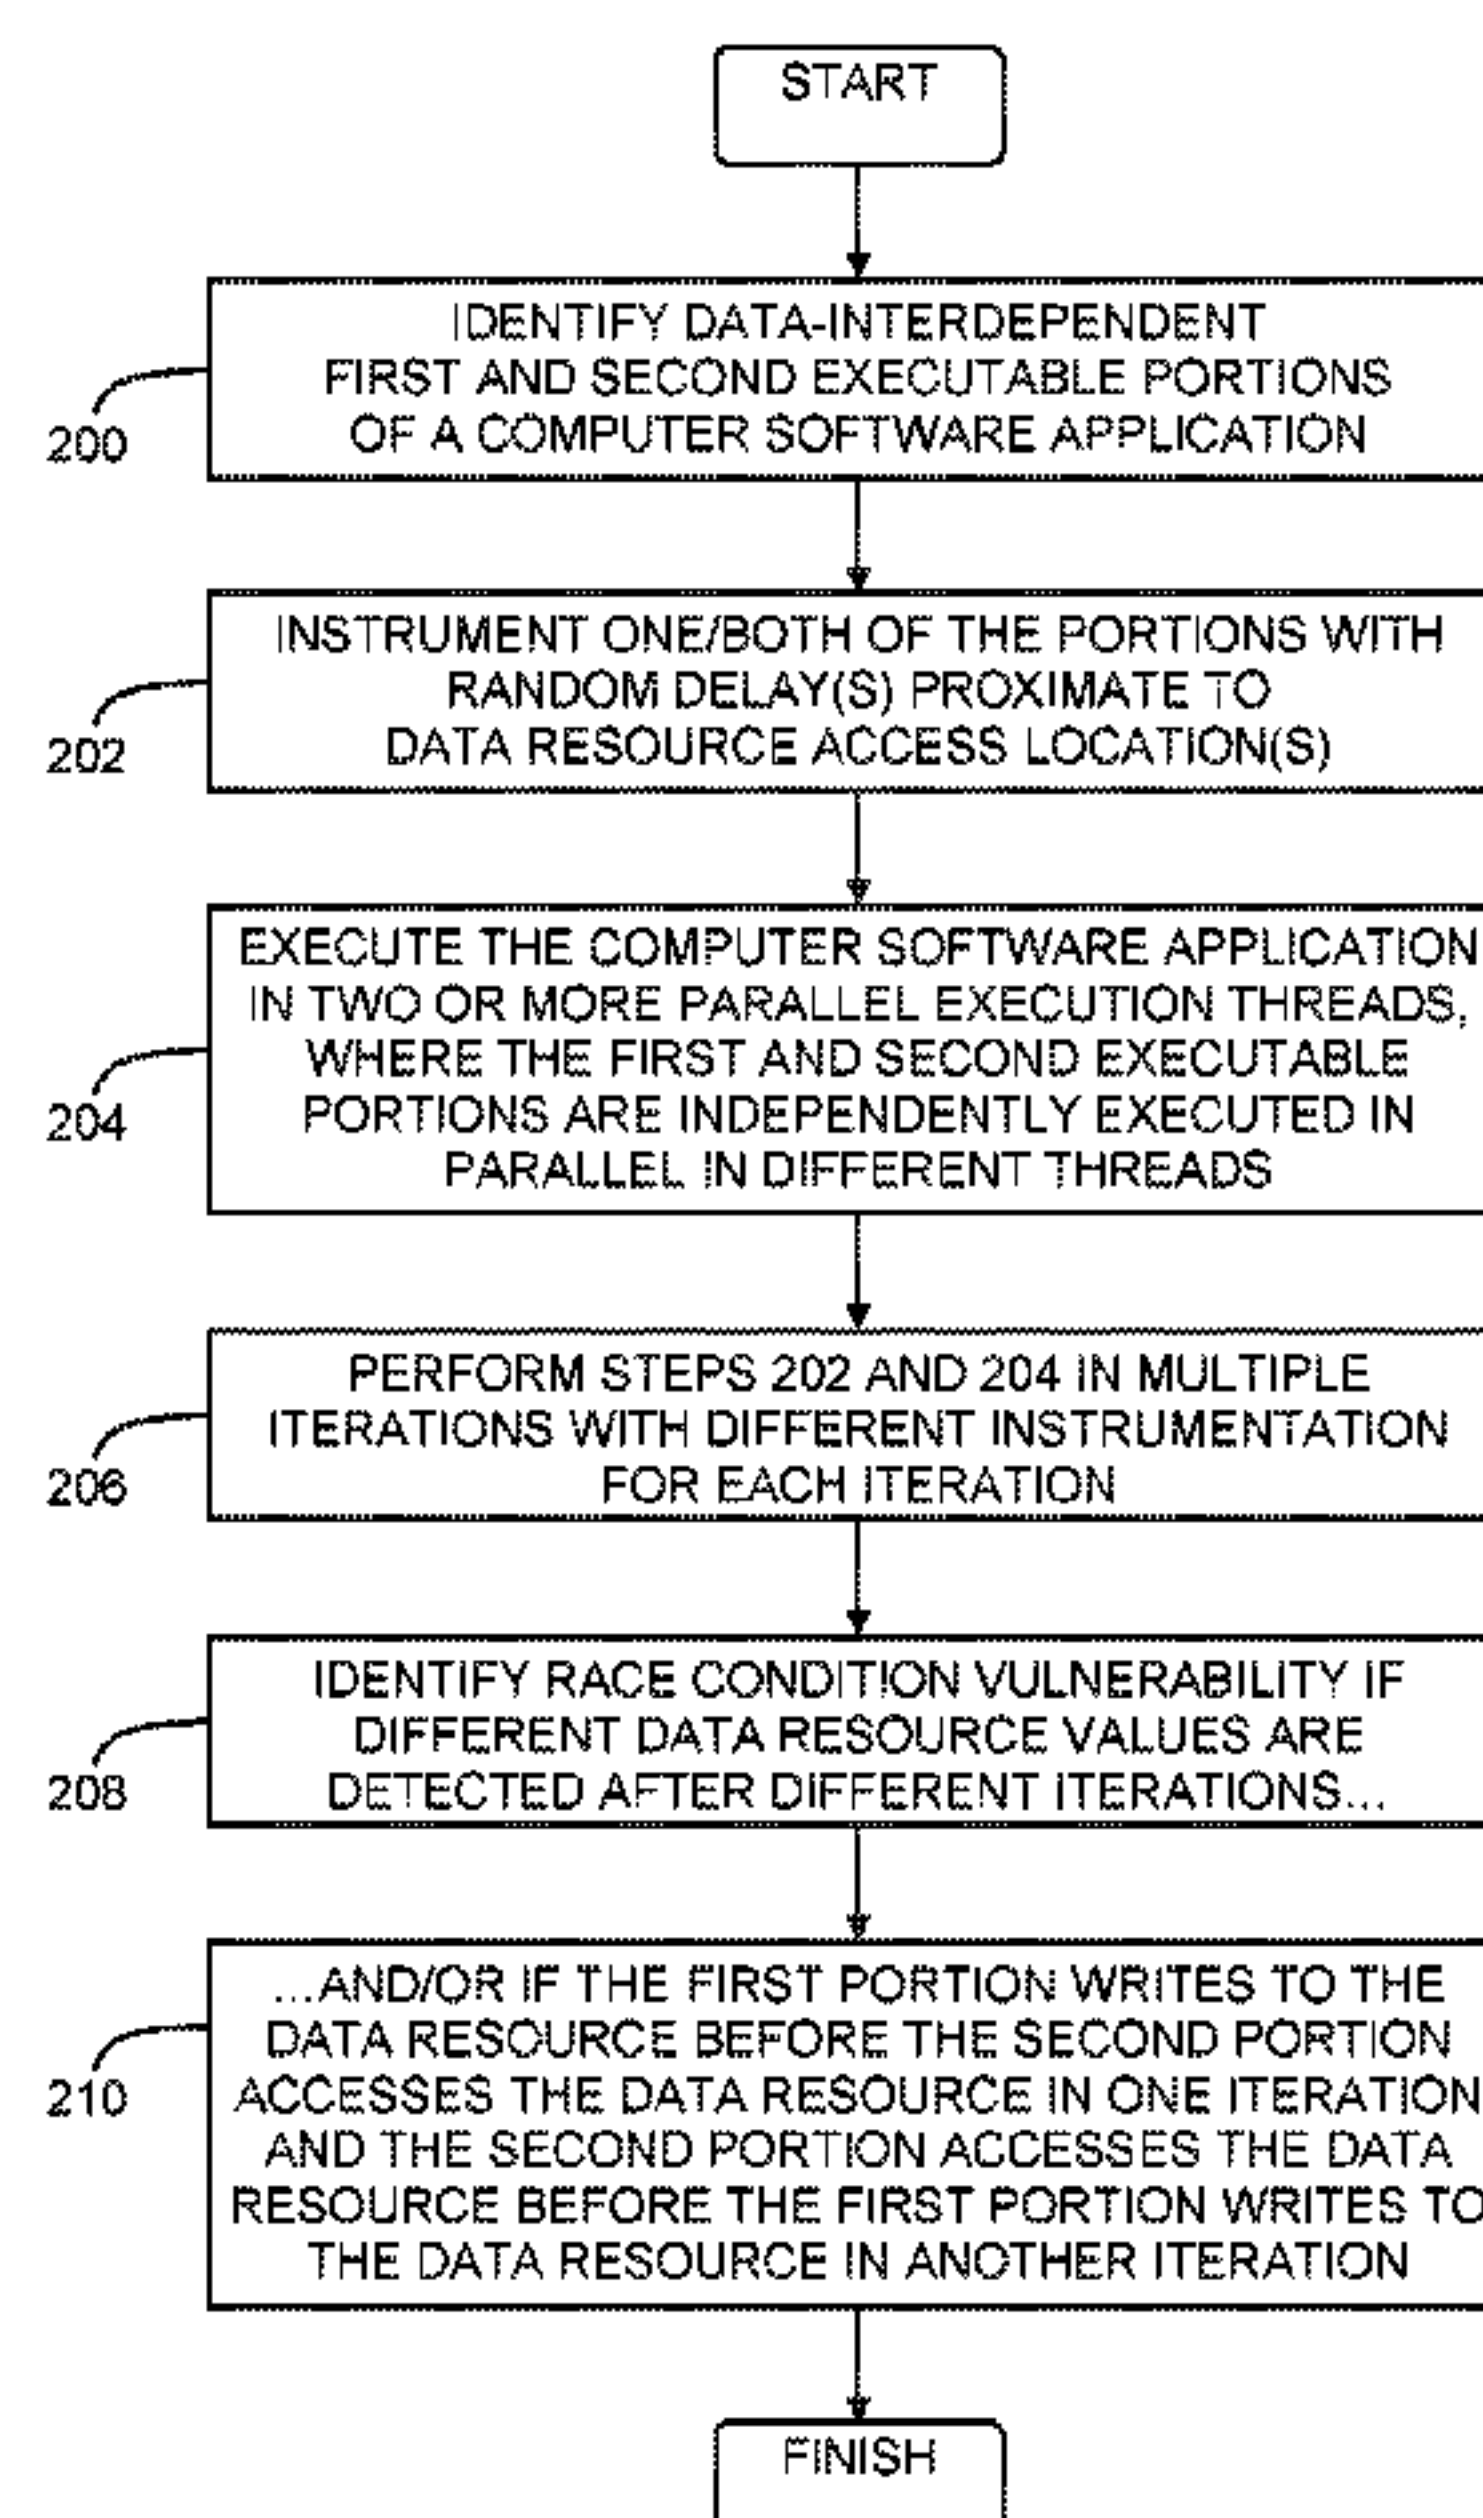 START
IDENTIFY DATA-INTERDEPENDENT
FIRST AND SECOND EXECUTABLE PORTIONS
OF A COMPUTER SOFTWARE APPLICATION
200
INSTRUMENT ONE/BOTH OF THE PORTIONS WITH
RANDOM DELAY(S) PROXIMATE TO
DATA RESOURCE ACCESS LOCATION(S)
202
EXECUTE THE COMPUTER SOFTWARE APPLICATION
IN TWO OR MORE PARALLEL EXECUTION THREADS,
WHERE THE FIRST AND SECOND EXECUTABLE
PORTIONS ARE INDEPENDENTLY EXECUTED IN
PARALLEL IN DIFFERENT THREADS
204
PERFORM STEPS 202 AND 204 IN MULTIPLE
ITERATIONS WITH DIFFERENT INSTRUMENTATION
FOR EACH ITERATION
206
IDENTIFY RACE CONDITION VULNERABILITY IF
DIFFERENT DATA RESOURCE VALUES ARE
DETECTED AFTER DIFFERENT ITERATIONS...
208
...AND/OR IF THE FIRST PORTION WRITES TO THE
DATA RESOURCE BEFORE THE SECOND PORTION
ACCESSES THE DATA RESOURCE IN ONE ITERATION
AND THE SECOND PORTION ACCESSES THE DATA
RESOURCE BEFORE THE FIRST PORTION WRITES TO
THE DATA RESOURCE IN ANOTHER ITERATION
210
FINISH